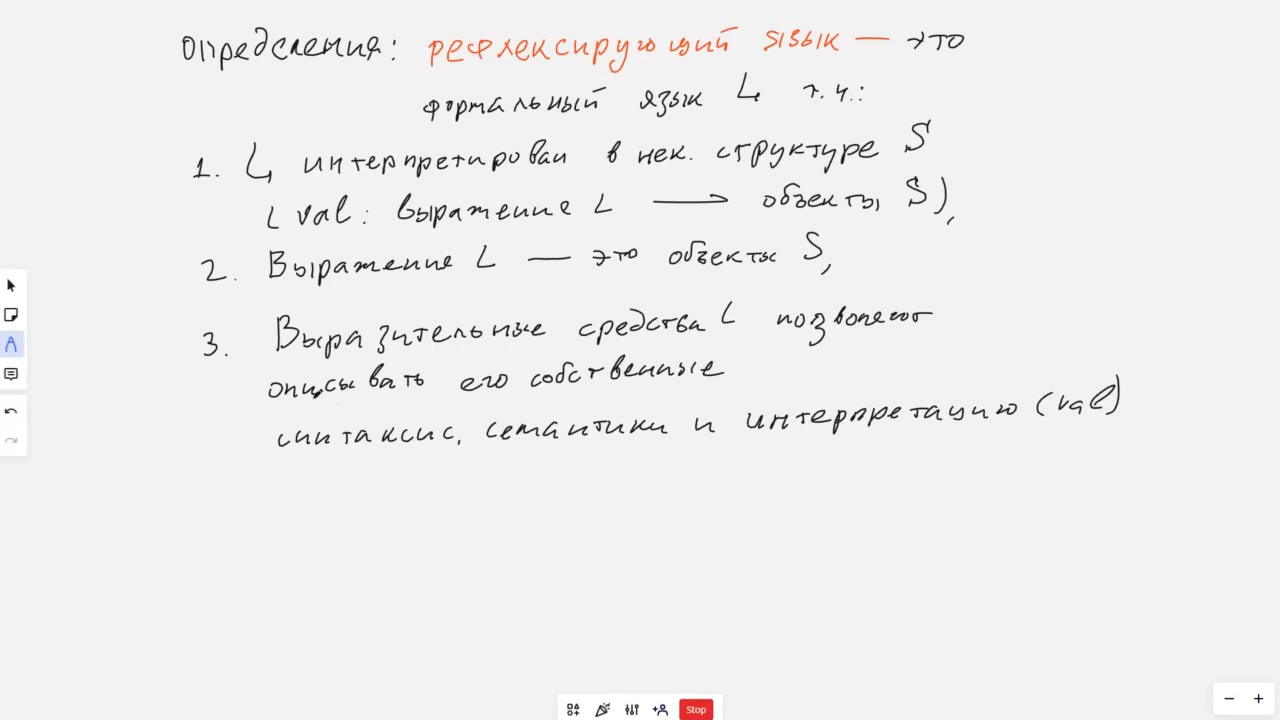 Определения: рефлексирующий язык — это
формальный язык L, т.ч.:
1. L интерпретирован в нек. структуре S
(val: выражение L → объекты S),
2. Выражение L — это объекты S,
3. Выразительные средства L позволяют
описывать его собственные
синтаксис, семантики и интерпретацию (val)
Stop